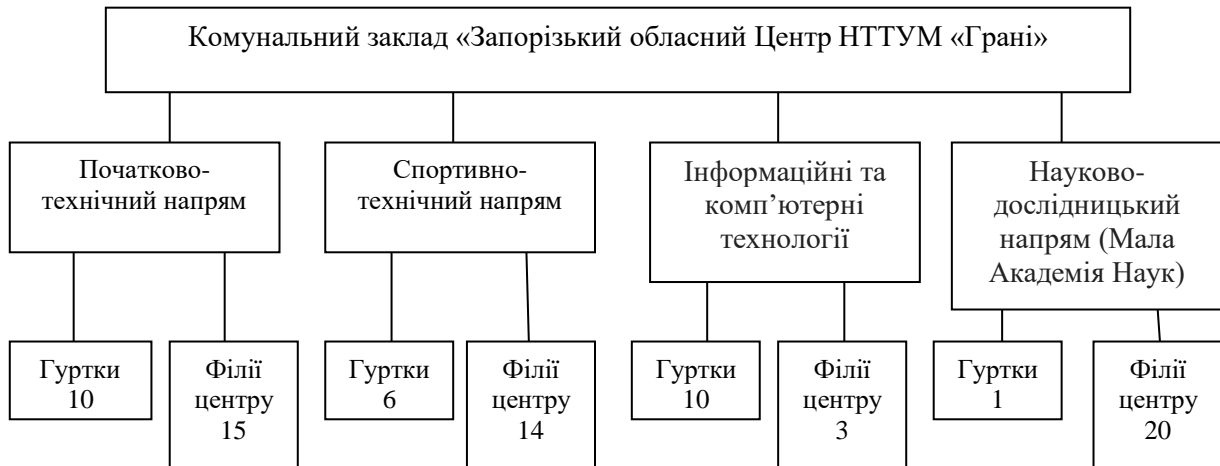 Комунальний заклад «Запорізький обласний Центр НТТУМ «Грані»
Початково-
технічний напрям
Спортивно-
технічний напрям
Інформаційні та
комп’ютерні
технології
Науково-
дослідницький
напрям (Мала
Академія Наук)
Гуртки
10
Філії
центру
15
Гуртки
6
Філії
центру
14
Гуртки
10
Філії
центру
3
Гуртки
1
Філії
центру
20